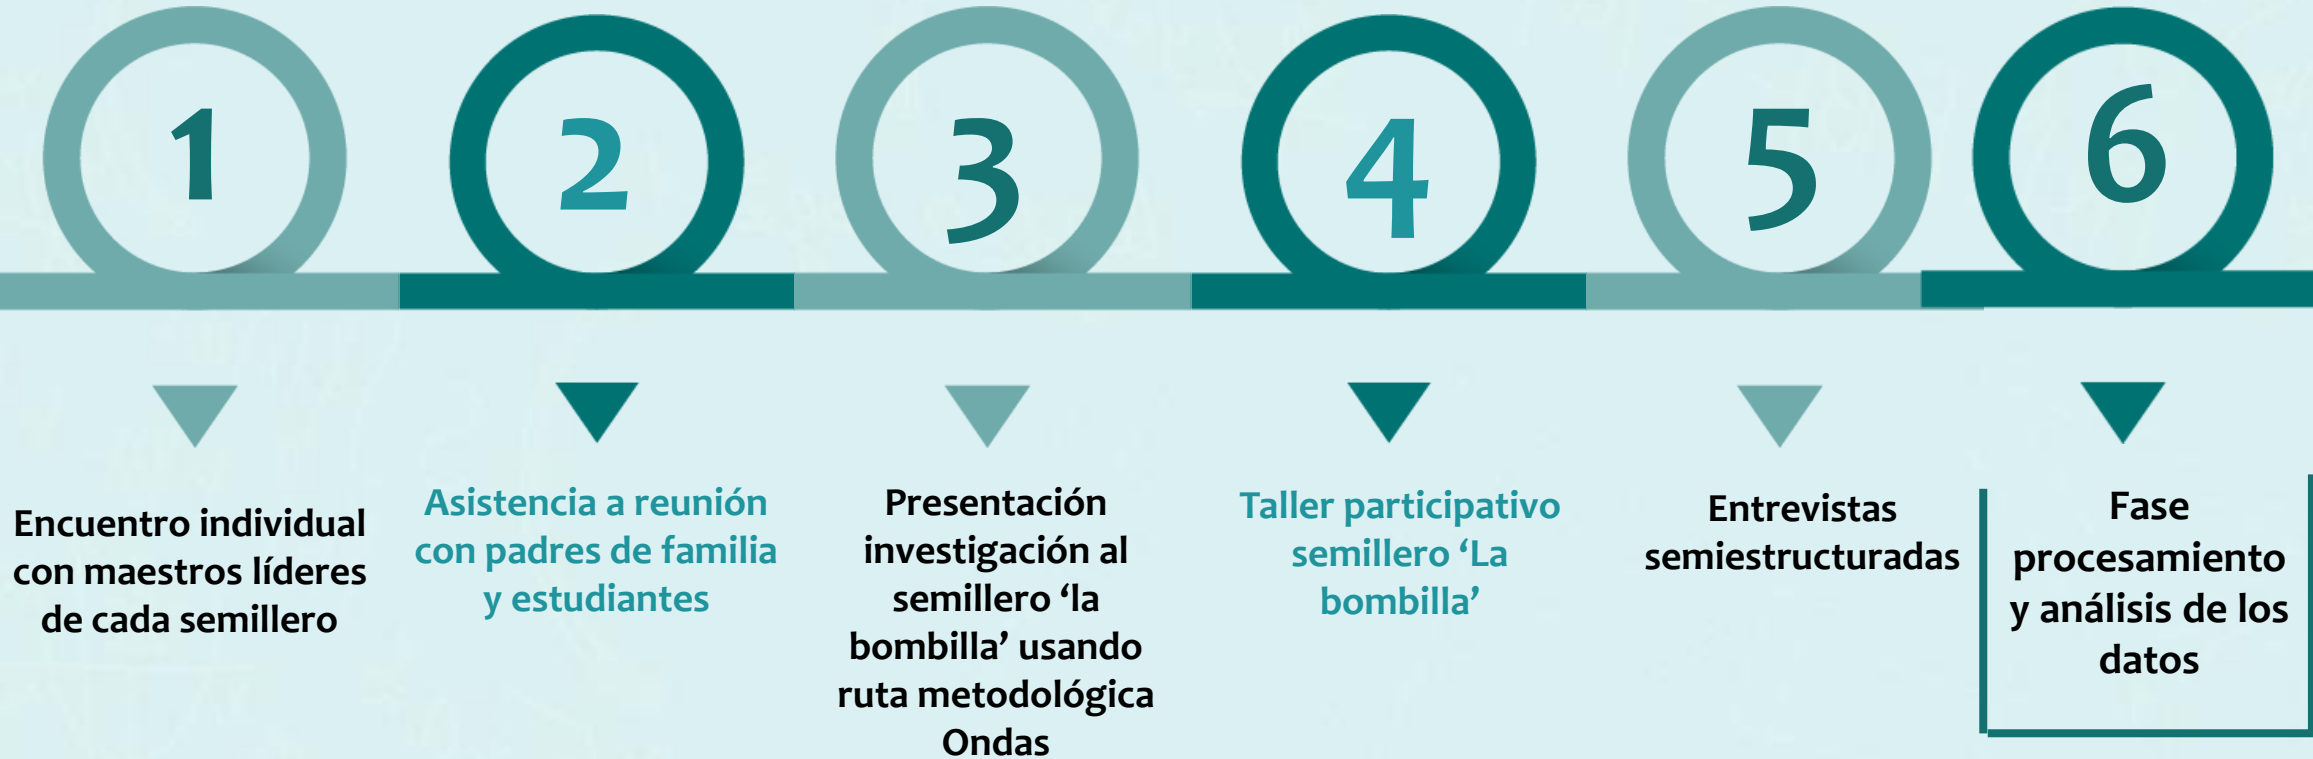 1
2
3
4
5
6
Encuentro individual
con maestros líderes
de cada semillero
Asistencia a reunión
con padres de familia
y estudiantes
Presentación
investigación al
semillero ‘la
bombilla’ usando
ruta metodológica
Ondas
Taller participativo
semillero ‘La
bombilla’
Entrevistas
semiestructuradas
Fase
procesamiento
y análisis de los
datos